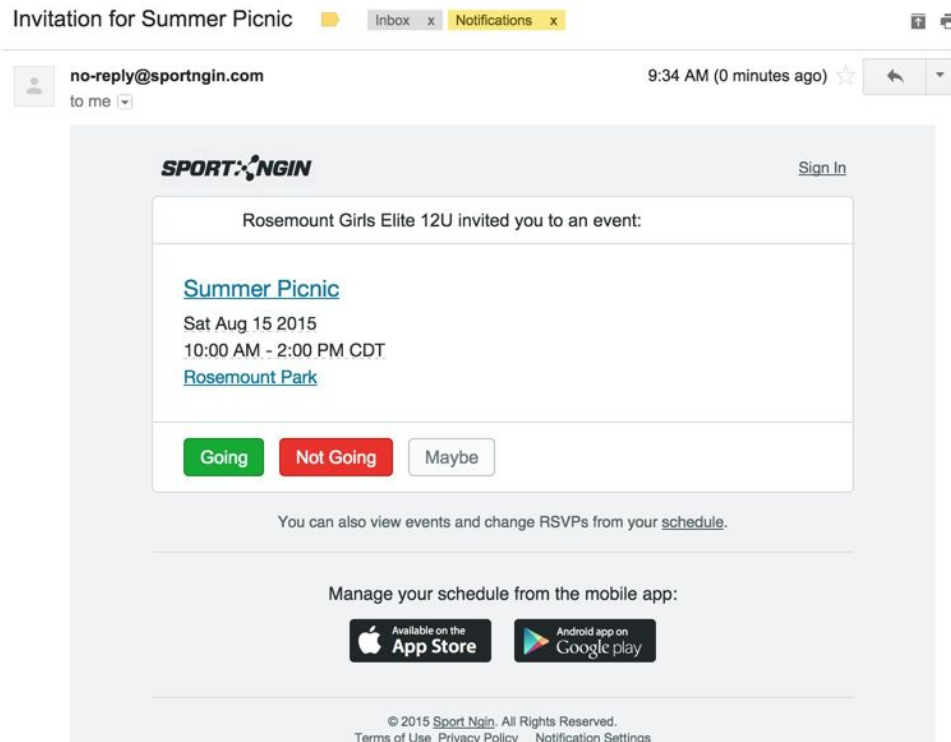 Invitation for Summer Picnic Inbox x Notifications x
no-reply@sportngin.com 9:34 AM (0 minutes ago)
to me
SPORT NGIN Sign In
Rosemount Girls Elite 12U invited you to an event:
Summer Picnic
Sat Aug 15 2015
10:00 AM - 2:00 PM CDT
Rosemount Park
Going Not Going Maybe
You can also view events and change RSVPs from your schedule.
Manage your schedule from the mobile app:
Available on the App Store
Android app on Google play
© 2015 Sport Ngin. All Rights Reserved.
Terms of Use Privacy Policy Notification Settings